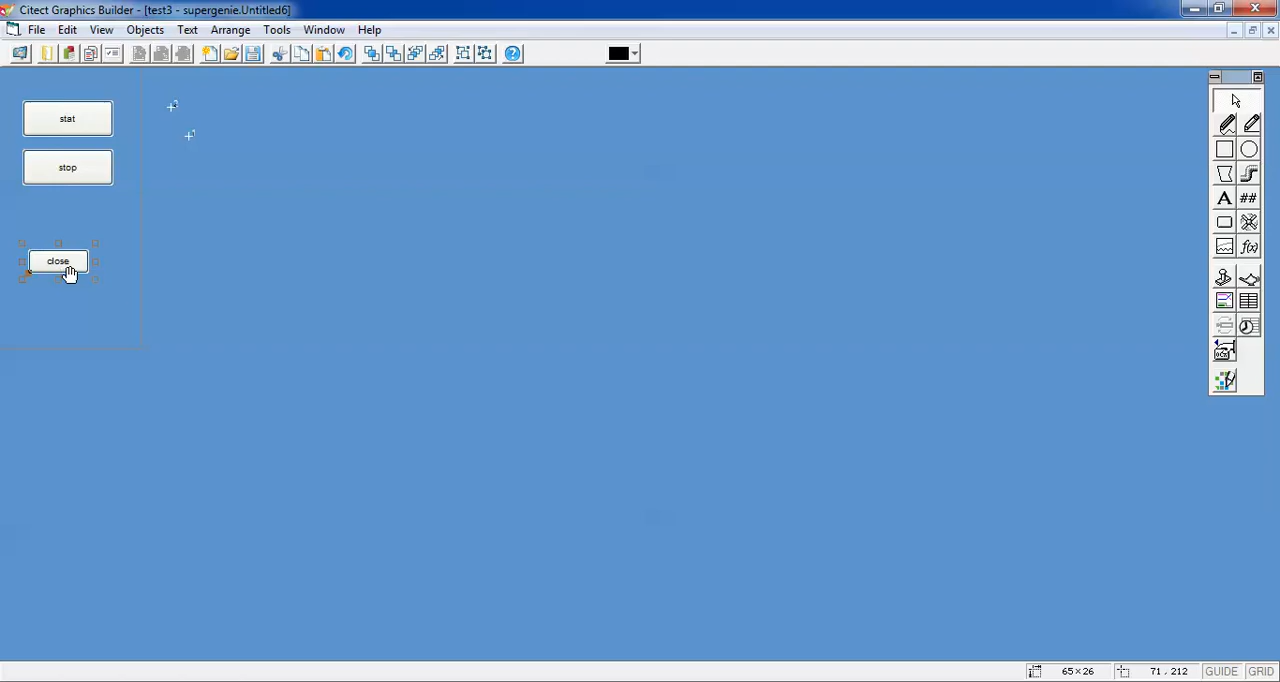 Citect Graphics Builder - [test3 - supergenie.Untitled6]
File Edit View Objects Text Arrange Tools Window Help
stat
stop
close
A ##
f(x)
65×26 71 , 212 GUIDE GRID